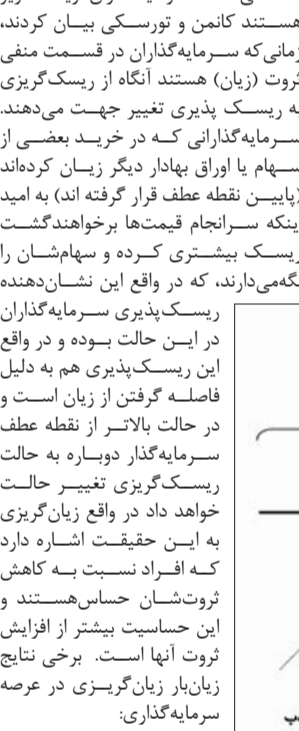 هستند کانمن و تورسکی بیان کردند،
زمانی‌که سرمایه‌گذاران در قسمت منفی
ثروت (زیان) هستند آنگاه از ریسک‌گریزی
به ریسک پذیری تغییر جهت می‌دهند.
سرمایه‌گذارانی که در خرید بعضی از
سهام یا اوراق بهادار دیگر زیان کرده‌اند
(پایین نقطه عطف قرار گرفته اند) به امید
اینکه سرانجام قیمت‌ها برخواهندگشت
ریسک بیشتری کرده و سهام‌شان را
نگه‌می‌دارند، که در واقع این نشان‌دهنده
ریسک‌پذیری سرمایه‌گذاران
در این حالت بوده و در واقع
این ریسک‌پذیری هم به دلیل
فاصله گرفتن از زیان است و
در حالت بالاتر از نقطه عطف
سرمایه‌گذار دوباره به حالت
ریسک‌گریزی تغییر حالت
خواهد داد در واقع زیان‌گریزی
به این حقیقت اشاره دارد
که افراد نسبت به کاهش
ثروت‌شان حساس‌هستند و
این حساسیت بیشتر از افزایش
ثروت آنها است. برخی نتایج
زیان‌بار زیان‌گریزی در عرصه
سرمایه‌گذاری: